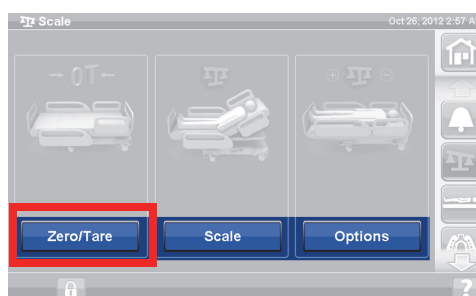 Scale
Oct 26, 2012 2:57 A
→0T←
Zero/Tare
Scale
Options
?